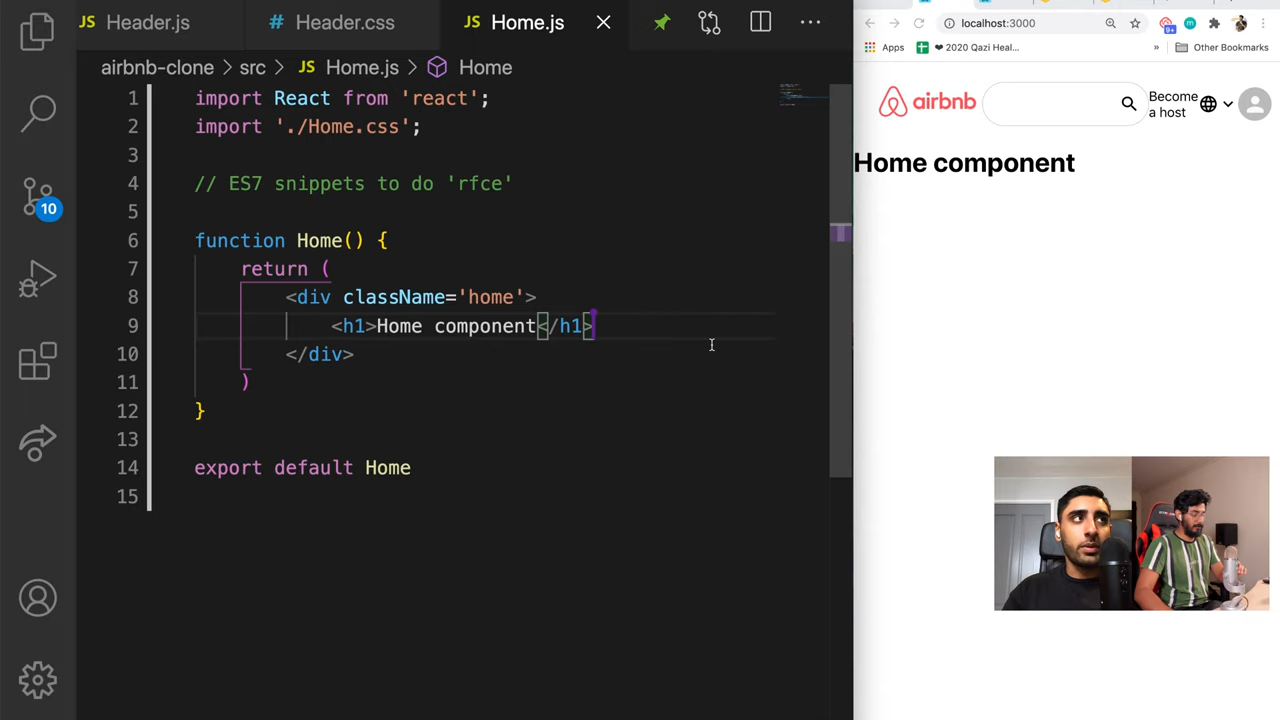 JS Header.js
# Header.css
JS Home.js
airbnb-clone > src > JS Home.js > Home
1 import React from 'react';
2 import './Home.css';
3
4 // ES7 snippets to do 'rfce'
5
6 function Home() {
7 return (
8 <div className='home'>
9 <h1>Home component</h1>
10 </div>
11 )
12 }
13
14 export default Home
15
10
localhost:3000
9+
Apps
2020 Qazi Heal...
»
Other Bookmarks
airbnb
Become
a host
Home component